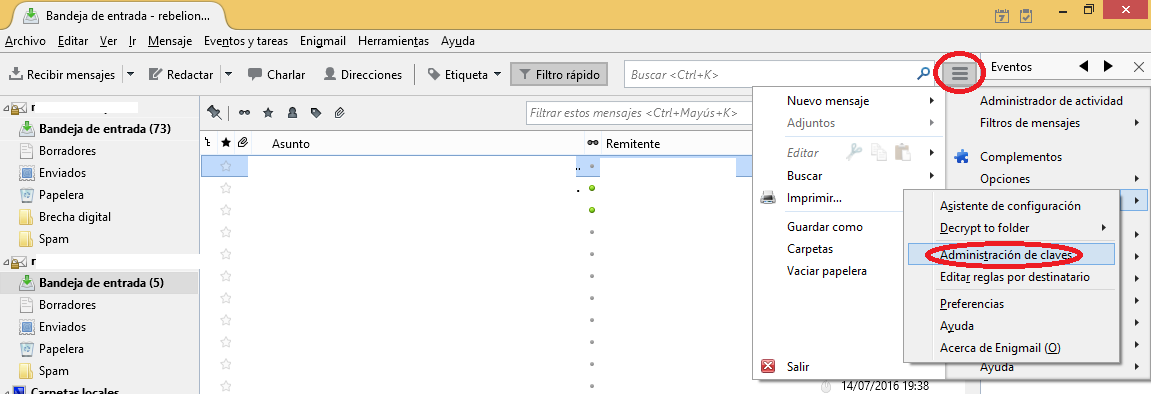 Bandeja de entrada - rebelion...
Archivo Editar Ver Ir Mensaje Eventos y tareas Enigmail Herramientas Ayuda
Recibir mensajes Redactar Charlar Direcciones Etiqueta Filtro rápido Buscar <Ctrl+K> Eventos
r
Bandeja de entrada (73)
Borradores
Enviados
Papelera
Brecha digital
Spam
r
Bandeja de entrada (5)
Borradores
Enviados
Papelera
Spam
Carpetas locales
Filtrar estos mensajes <Ctrl+Mayús+K>
Asunto Remitente
..
.
14/07/2016 19:38
Nuevo mensaje
Adjuntos
Editar
Buscar
Imprimir...
Guardar como
Carpetas
Vaciar papelera
Salir
Administrador de actividad
Filtros de mensajes
Complementos
Opciones
Ayuda
Asistente de configuración
Decrypt to folder
Administración de claves
Editar reglas por destinatario
Preferencias
Ayuda
Acerca de Enigmail (O)